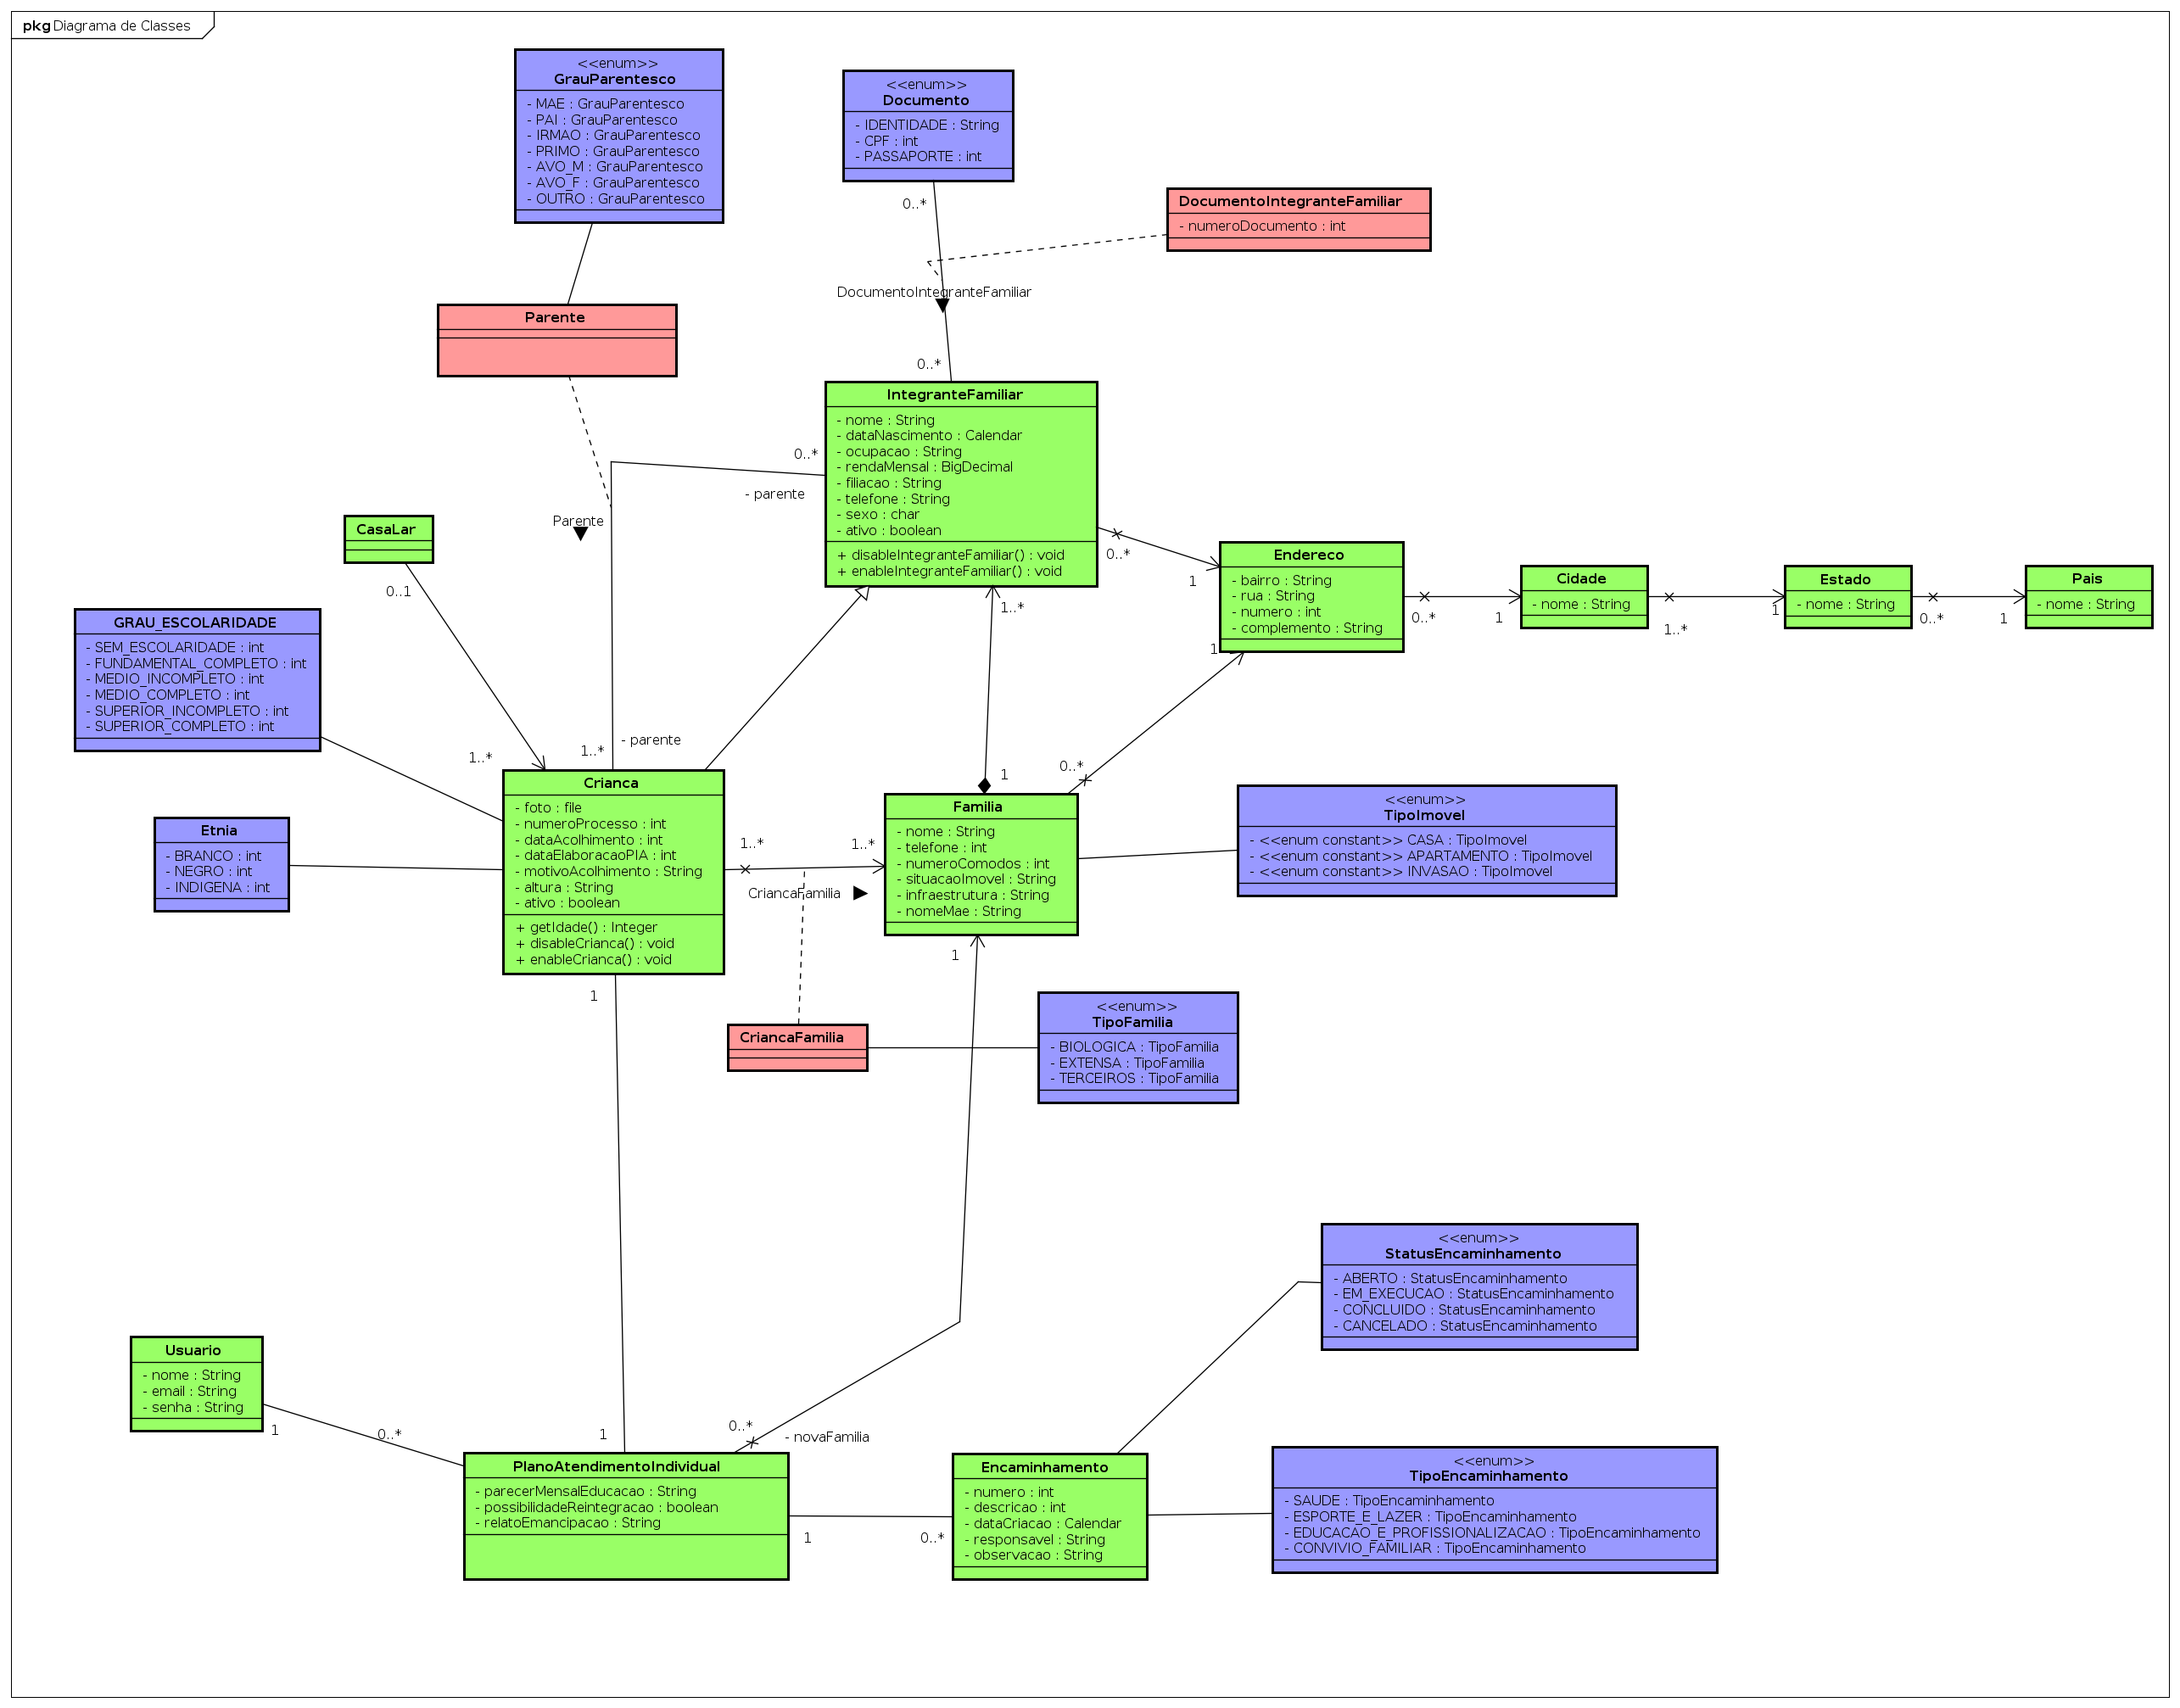 pkg Diagrama de Classes
<<enum>>
GrauParentesco
- MAE : GrauParentesco
- PAI : GrauParentesco
- IRMAO : GrauParentesco
- PRIMO : GrauParentesco
- AVO_M : GrauParentesco
- AVO_F : GrauParentesco
- OUTRO : GrauParentesco
<<enum>>
Documento
- IDENTIDADE : String
- CPF : int
- PASSAPORTE : int
0..*
DocumentoIntegranteFamiliar
- numeroDocumento : int
DocumentoIntegranteFamiliar
0..*
Parente
IntegranteFamiliar
- nome : String
- dataNascimento : Calendar
- ocupacao : String
- rendaMensal : BigDecimal
- filiacao : String
- telefone : String
- sexo : char
- ativo : boolean
+ disableIntegranteFamiliar() : void
+ enableIntegranteFamiliar() : void
0..*
- parente
Parente
CasaLar
0..1
0..*
1
Endereco
- bairro : String
- rua : String
- numero : int
- complemento : String
0..*
1
Cidade
- nome : String
1..*
1
Estado
- nome : String
0..*
1
Pais
- nome : String
1..*
1
GRAU_ESCOLARIDADE
- SEM_ESCOLARIDADE : int
- FUNDAMENTAL_COMPLETO : int
- MEDIO_INCOMPLETO : int
- MEDIO_COMPLETO : int
- SUPERIOR_INCOMPLETO : int
- SUPERIOR_COMPLETO : int
1..*
1..*
- parente
1
0..*
Crianca
- foto : file
- numeroProcesso : int
- dataAcolhimento : int
- dataElaboracaoPIA : int
- motivoAcolhimento : String
- altura : String
- ativo : boolean
+ getIdade() : Integer
+ disableCrianca() : void
+ enableCrianca() : void
Etnia
- BRANCO : int
- NEGRO : int
- INDIGENA : int
1..*
1..*
CriancaFamilia
Familia
- nome : String
- telefone : int
- numeroComodos : int
- situacaoImovel : String
- infraestrutura : String
- nomeMae : String
<<enum>>
TipoImovel
- <<enum constant>> CASA : TipoImovel
- <<enum constant>> APARTAMENTO : TipoImovel
- <<enum constant>> INVASAO : TipoImovel
1
1
CriancaFamilia
<<enum>>
TipoFamilia
- BIOLOGICA : TipoFamilia
- EXTENSA : TipoFamilia
- TERCEIROS : TipoFamilia
<<enum>>
StatusEncaminhamento
- ABERTO : StatusEncaminhamento
- EM_EXECUCAO : StatusEncaminhamento
- CONCLUIDO : StatusEncaminhamento
- CANCELADO : StatusEncaminhamento
Usuario
- nome : String
- email : String
- senha : String
1
0..*
1
0..*
- novaFamilia
PlanoAtendimentoIndividual
- parecerMensalEducacao : String
- possibilidadeReintegracao : boolean
- relatoEmancipacao : String
1
0..*
Encaminhamento
- numero : int
- descricao : int
- dataCriacao : Calendar
- responsavel : String
- observacao : String
<<enum>>
TipoEncaminhamento
- SAUDE : TipoEncaminhamento
- ESPORTE_E_LAZER : TipoEncaminhamento
- EDUCACAO_E_PROFISSIONALIZACAO : TipoEncaminhamento
- CONVIVIO_FAMILIAR : TipoEncaminhamento